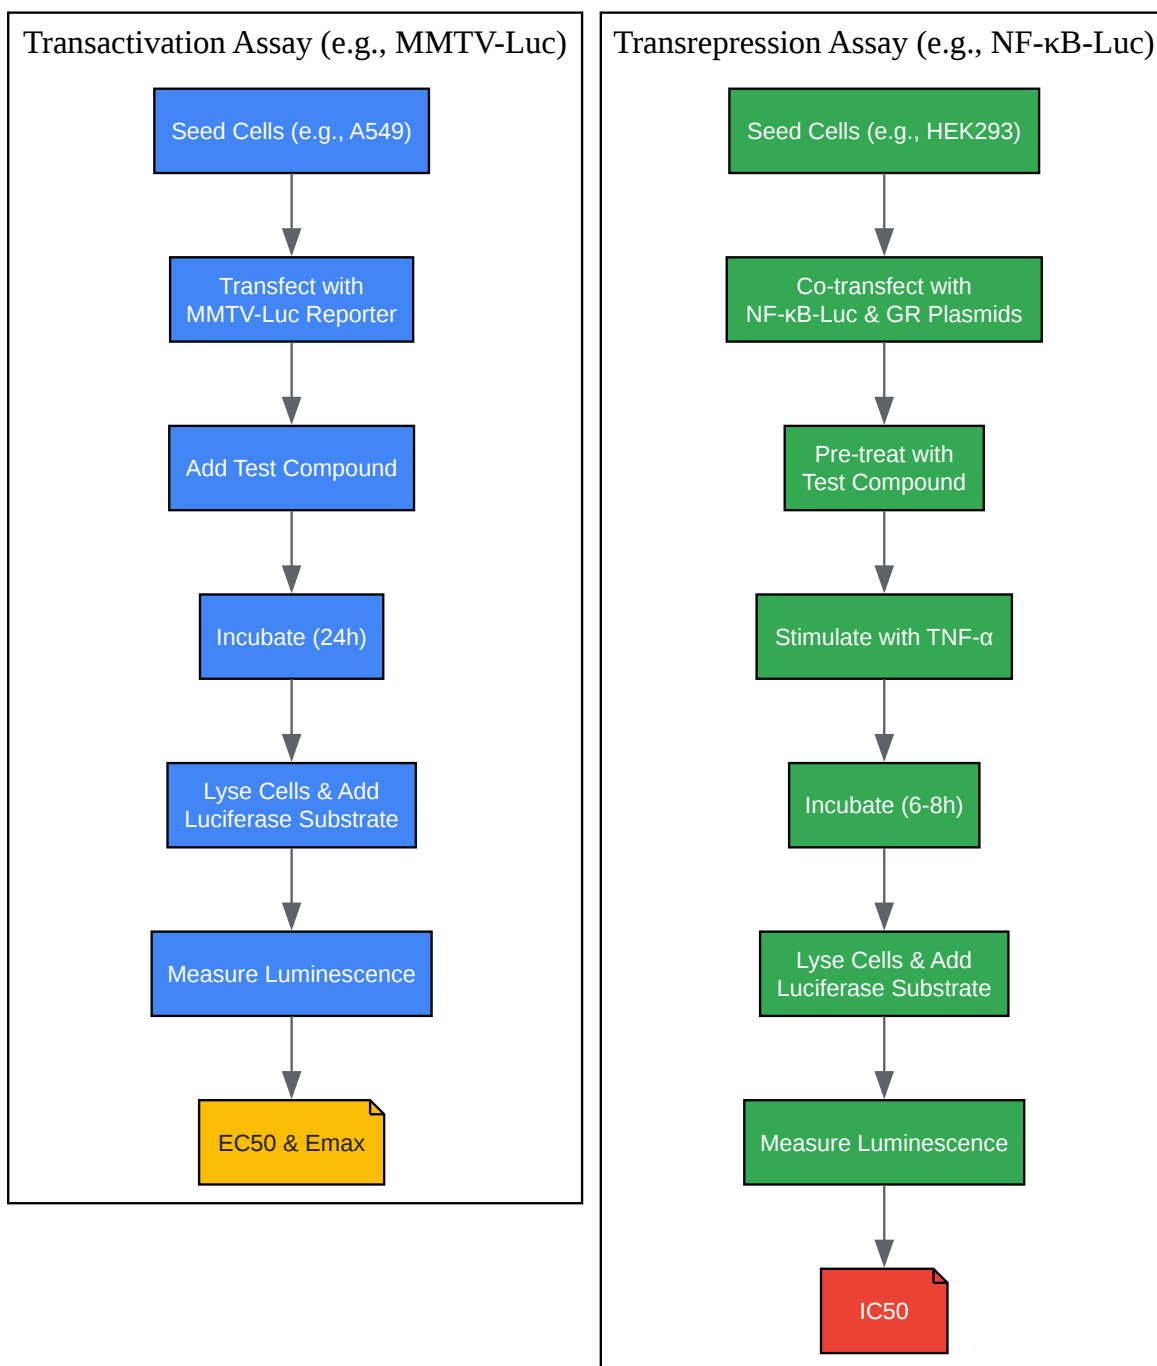 Transactivation Assay (e.g., MMTV-Luc)
Seed Cells (e.g., A549)
Transfect with
MMTV-Luc Reporter
Add Test Compound
Incubate (24h)
Lyse Cells & Add
Luciferase Substrate
Measure Luminescence
EC50 & Emax
Transrepression Assay (e.g., NF-κB-Luc)
Seed Cells (e.g., HEK293)
Co-transfect with
NF-κB-Luc & GR Plasmids
Pre-treat with
Test Compound
Stimulate with TNF-α
Incubate (6-8h)
Lyse Cells & Add
Luciferase Substrate
Measure Luminescence
IC50